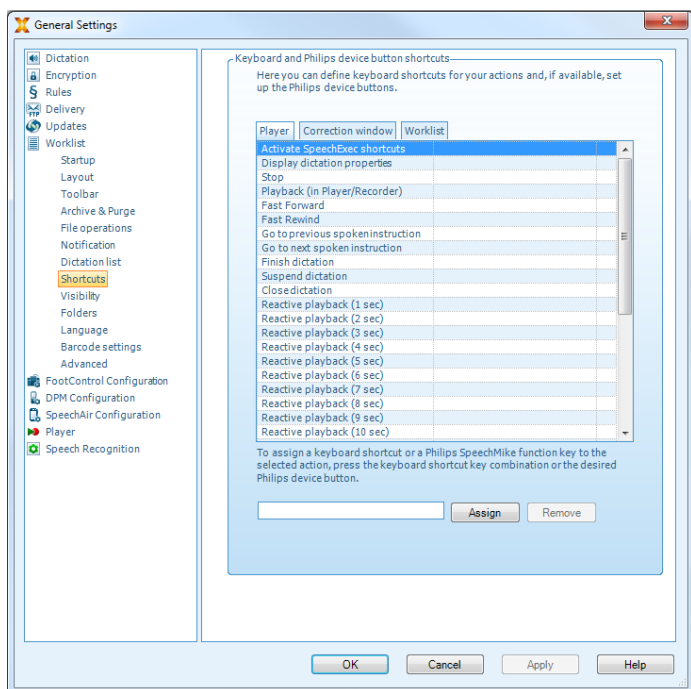 General Settings
Dictation
Encryption
Rules
FTP
Delivery
Updates
Worklist
Startup
Layout
Toolbar
Archive & Purge
File operations
Notification
Dictation list
Shortcuts
Visibility
Folders
Language
Barcode settings
Advanced
FootControl Configuration
DPM Configuration
SpeechAir Configuration
Player
Speech Recognition
Keyboard and Philips device button shortcuts
Here you can define keyboard shortcuts for your actions and, if available, set
up the Philips device buttons.
Player Correction window Worklist
Activate SpeechExec shortcuts
Display dictation properties
Stop
Playback (in Player/Recorder)
Fast Forward
Fast Rewind
Go to previous spoken instruction
Go to next spoken instruction
Finish dictation
Suspend dictation
Close dictation
Reactive playback (1 sec)
Reactive playback (2 sec)
Reactive playback (3 sec)
Reactive playback (4 sec)
Reactive playback (5 sec)
Reactive playback (6 sec)
Reactive playback (7 sec)
Reactive playback (8 sec)
Reactive playback (9 sec)
Reactive playback (10 sec)
To assign a keyboard shortcut or a Philips SpeechMike function key to the
selected action, press the keyboard shortcut key combination or the desired
Philips device button.
Assign Remove
OK Cancel Apply Help